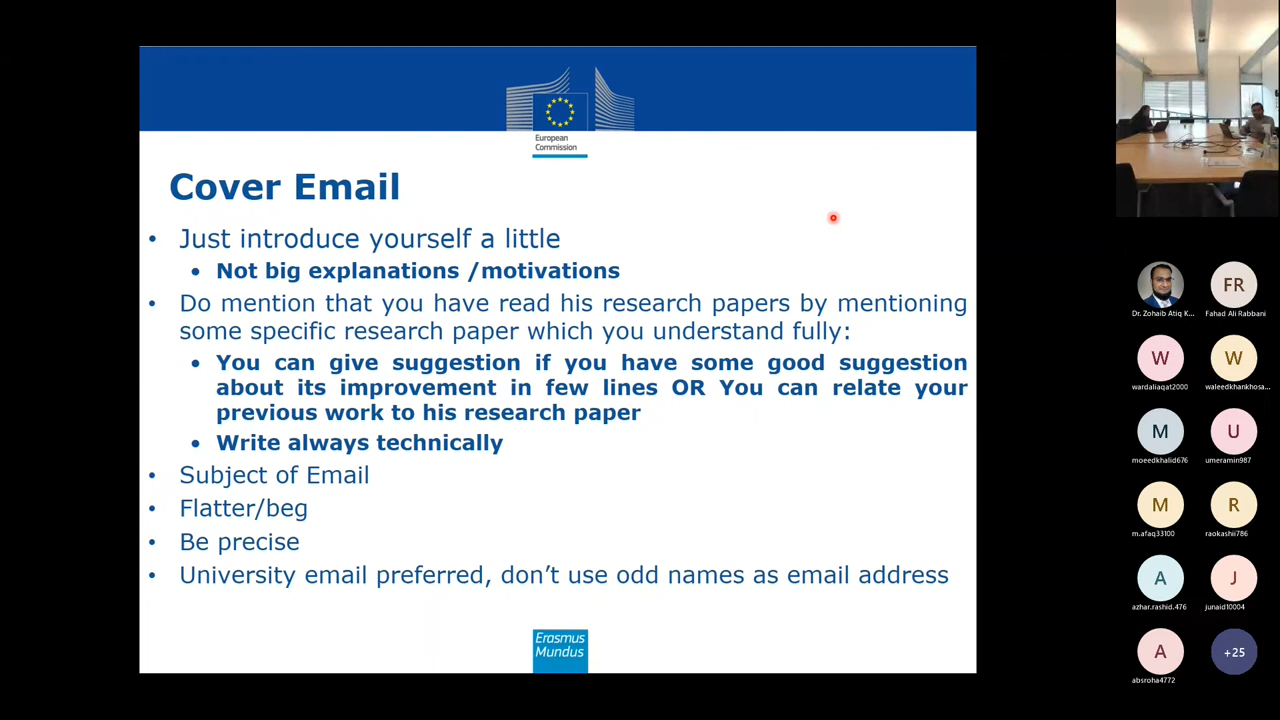 European
Commission
Cover Email
• Just introduce yourself a little
• Not big explanations /motivations
• Do mention that you have read his research papers by mentioning
some specific research paper which you understand fully:
• You can give suggestion if you have some good suggestion
about its improvement in few lines OR You can relate your
previous work to his research paper
• Write always technically
• Subject of Email
• Flatter/beg
• Be precise
• University email preferred, don’t use odd names as email address
Erasmus
Mundus
Dr. Zohaib Atiq K...
FR
Fahad Ali Rabbani
W
wardaliaqat2000
W
waleedkhankhosa...
M
moeedkhalid676
U
umeramin987
M
m.afaq33100
R
raokashii786
A
azhar.rashid.476
J
junaid10004
A
absroha4772
+25